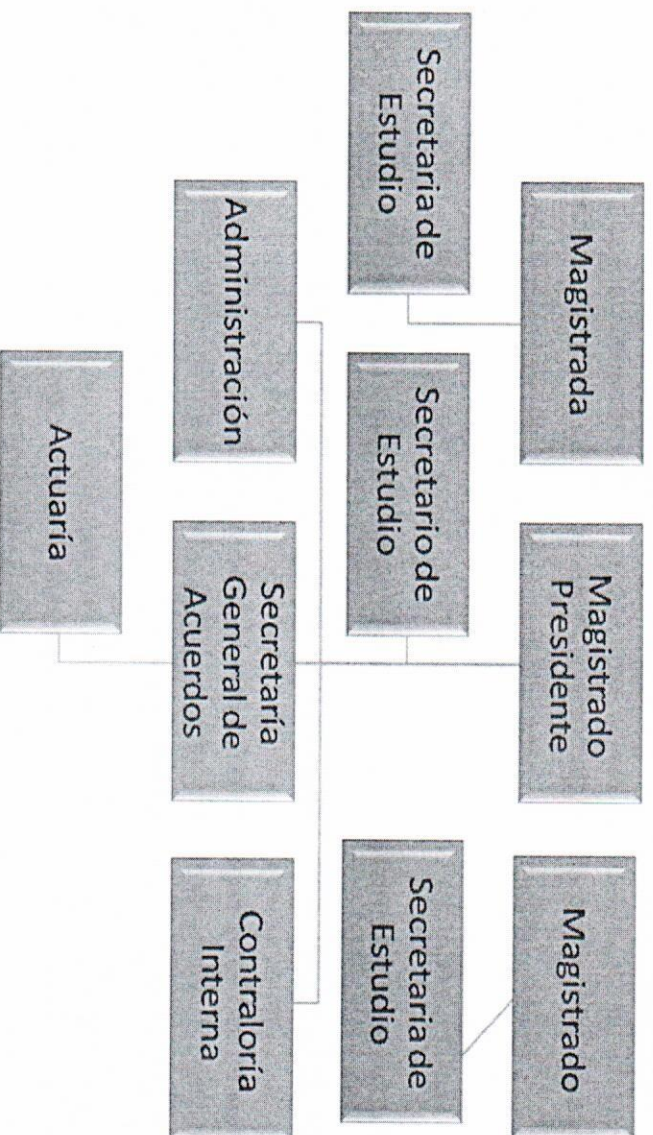 Magistrada
Magistrado
Presidente
Magistrado
Secretaria de
Estudio
Secretario de
Estudio
Secretaria de
Estudio
Administración
Secretaría
General de
Acuerdos
Contraloría
Interna
Actuaría